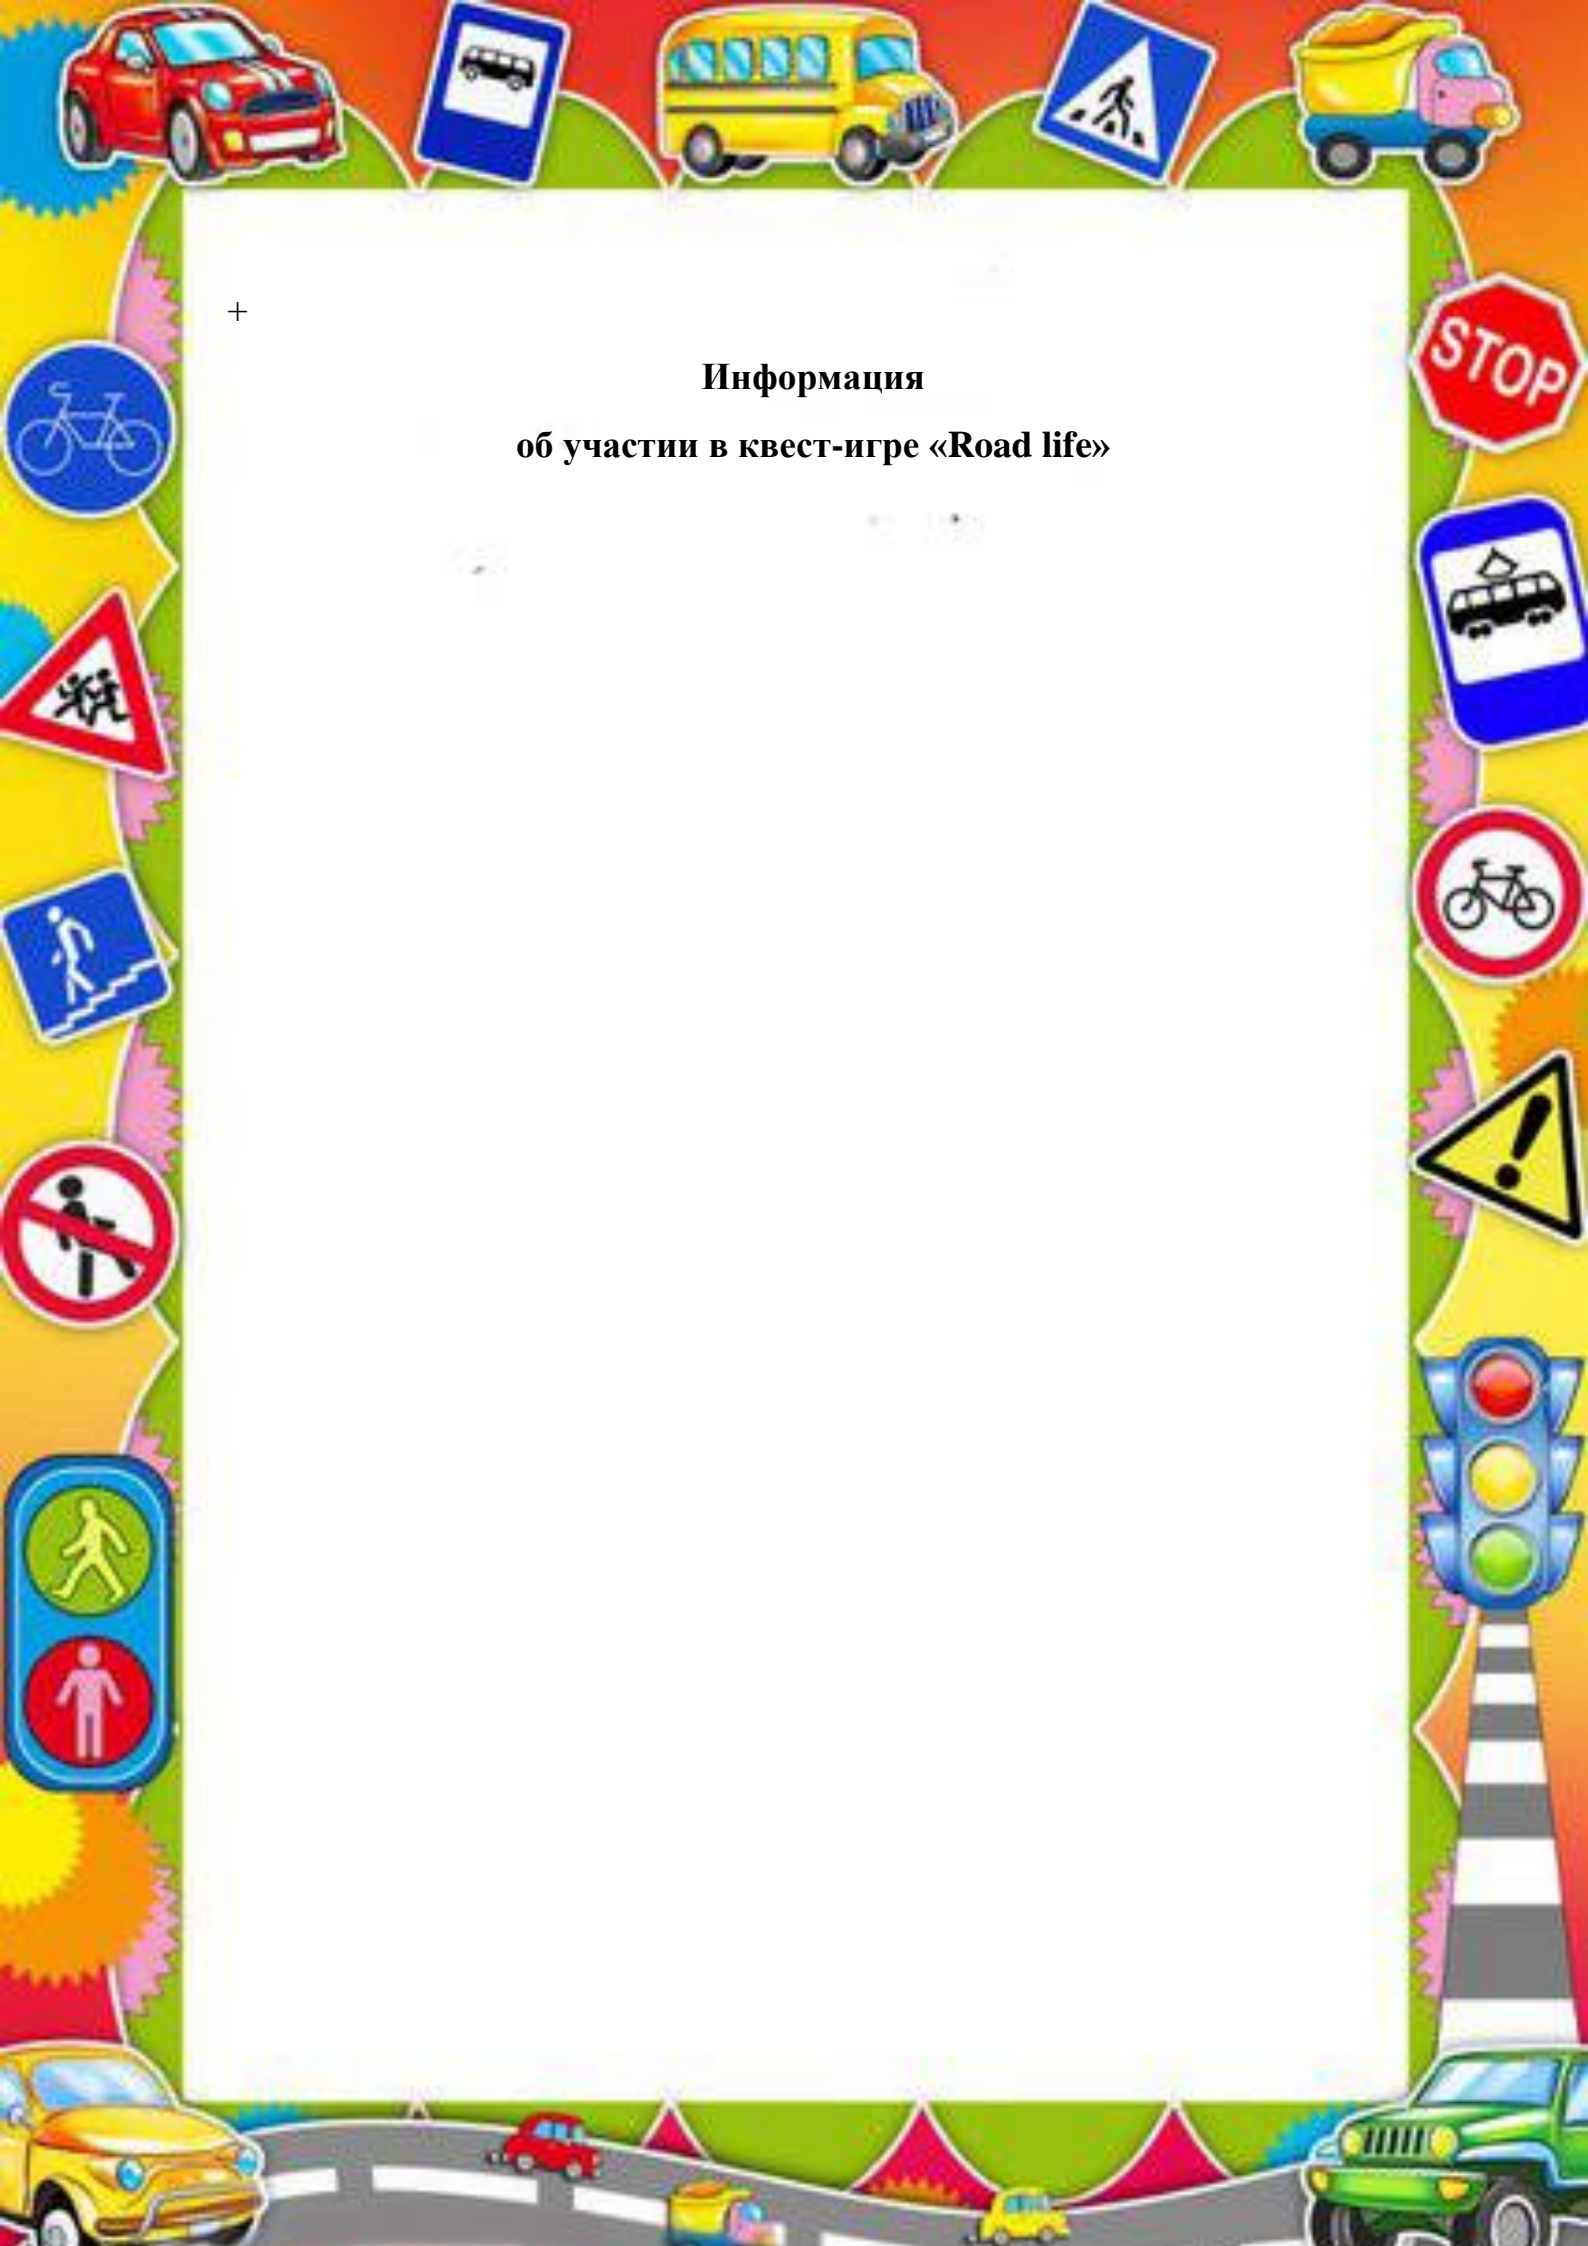 +
Информация
об участии в квест-игре «Road life»
STOP